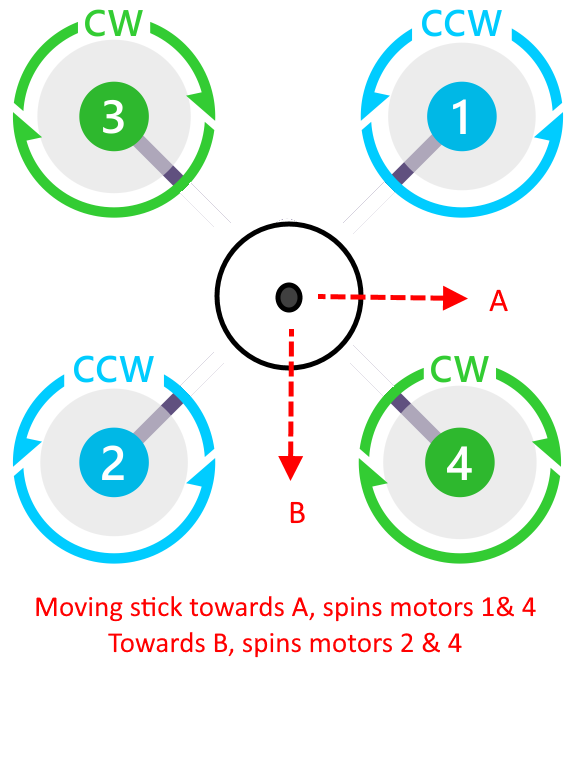 CW
CCW
3
1
A
CCW
CW
2
4
B
Moving stick towards A, spins motors 1& 4
Towards B, spins motors 2 & 4